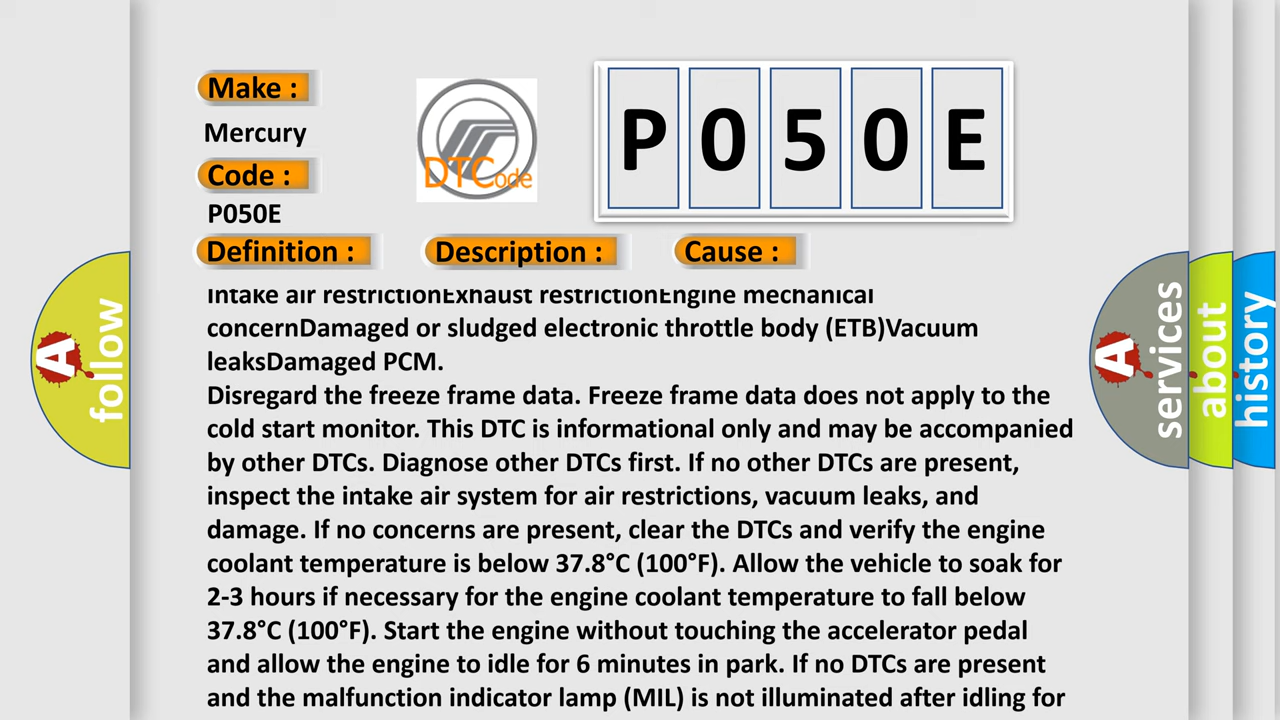 Make :
Mercury
Code :
P050E
DTCode
P050E
Definition :
Description :
Cause :
Intake air restrictionExhaust restrictionEngine mechanical
concernDamaged or sludged electronic throttle body (ETB)Vacuum
leaksDamaged PCM.
Disregard the freeze frame data. Freeze frame data does not apply to the
cold start monitor. This DTC is informational only and may be accompanied
by other DTCs. Diagnose other DTCs first. If no other DTCs are present,
inspect the intake air system for air restrictions, vacuum leaks, and
damage. If no concerns are present, clear the DTCs and verify the engine
coolant temperature is below 37.8°C (100°F). Allow the vehicle to soak for
2-3 hours if necessary for the engine coolant temperature to fall below
37.8°C (100°F). Start the engine without touching the accelerator pedal
and allow the engine to idle for 6 minutes in park. If no DTCs are present
and the malfunction indicator lamp (MIL) is not illuminated after idling for
A follow
A services
about
history